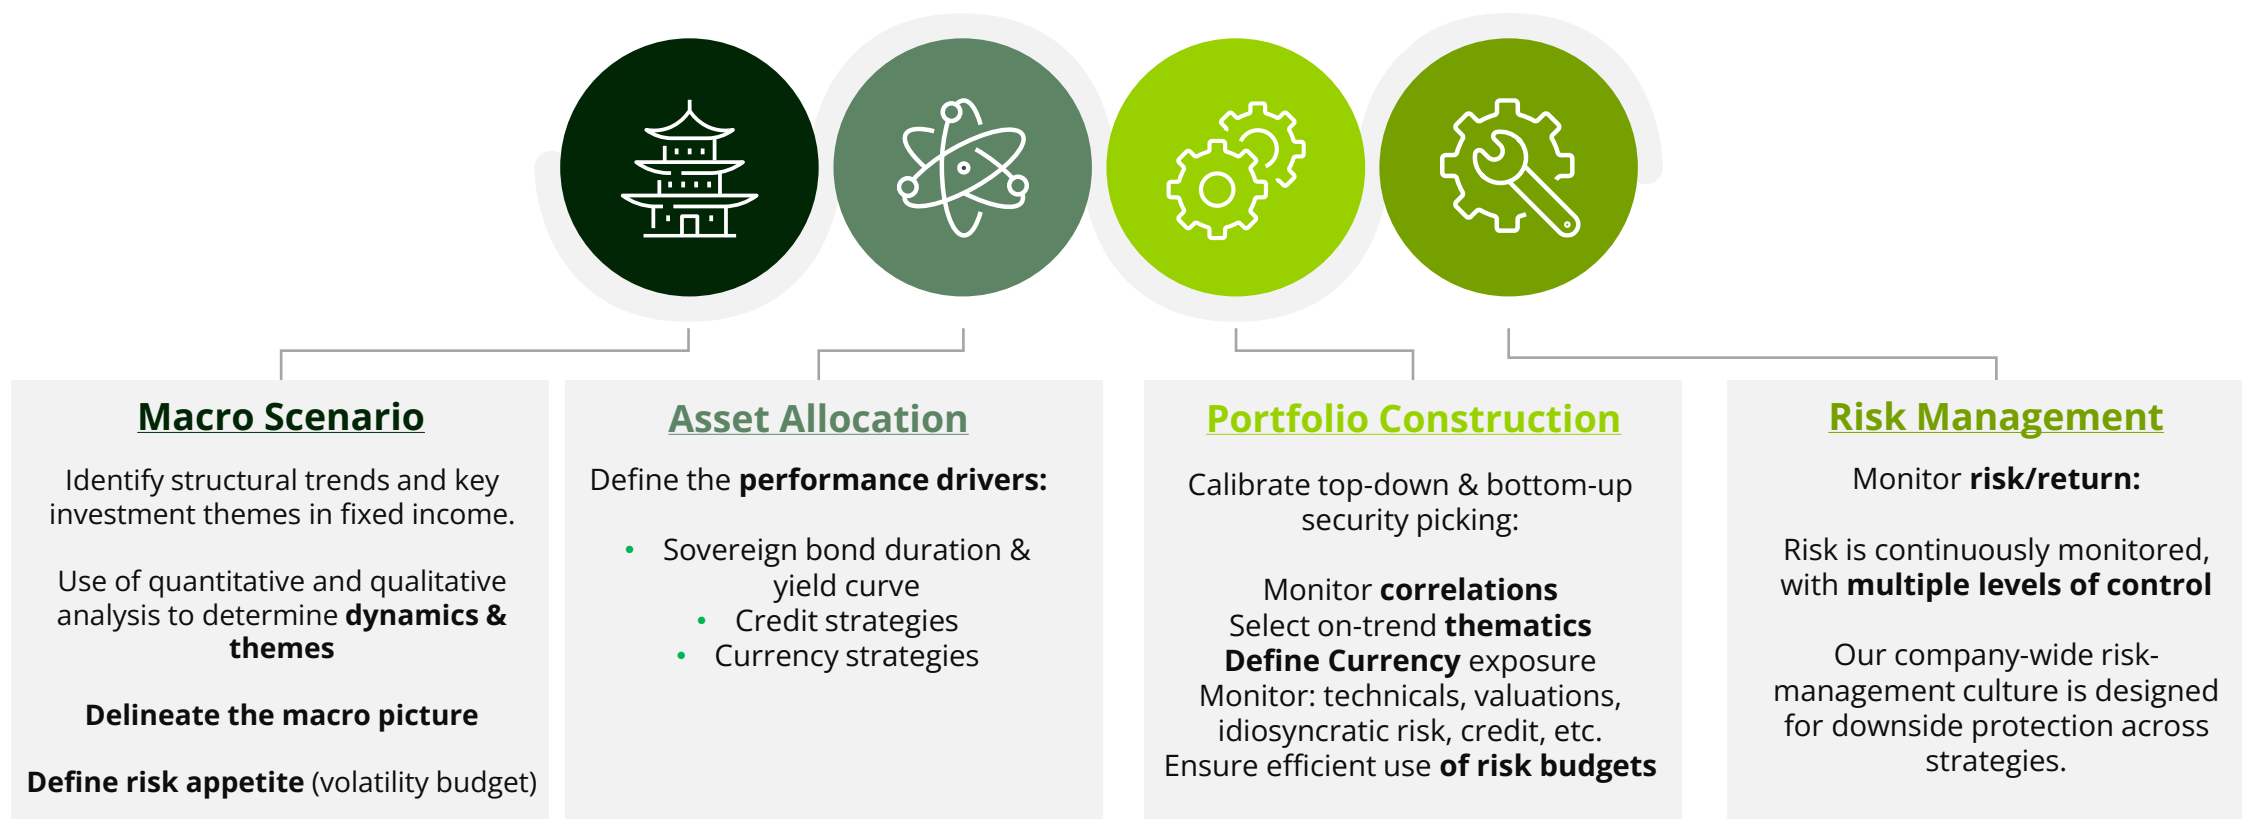 Macro Scenario
Identify structural trends and key
investment themes in fixed income.
Use of quantitative and qualitative
analysis to determine dynamics &
themes
Delineate the macro picture
Define risk appetite (volatility budget)
Asset Allocation
Define the performance drivers:
• Sovereign bond duration &
yield curve
• Credit strategies
• Currency strategies
Portfolio Construction
Calibrate top-down & bottom-up
security picking:
Monitor correlations
Select on-trend thematics
Define Currency exposure
Monitor: technicals, valuations,
idiosyncratic risk, credit, etc.
Ensure efficient use of risk budgets
Risk Management
Monitor risk/return:
Risk is continuously monitored,
with multiple levels of control
Our company-wide risk-
management culture is designed
for downside protection across
strategies.